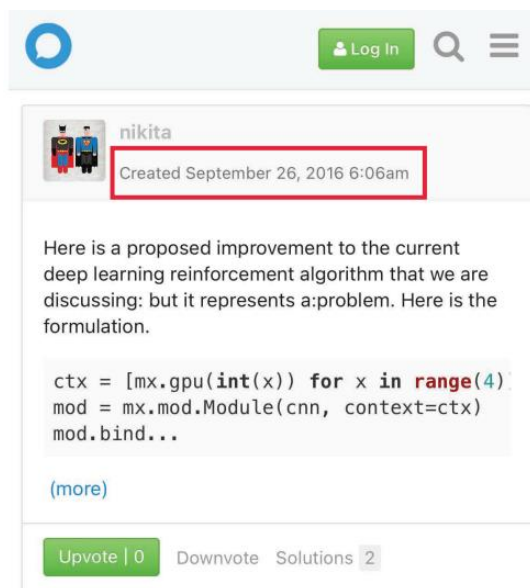 Log In
nikita
Created September 26, 2016 6:06am
Here is a proposed improvement to the current
deep learning reinforcement algorithm that we are
discussing: but it represents a:problem. Here is the
formulation.
ctx = [mx.gpu(int(x)) for x in range(4)]
mod = mx.mod.Module(cnn, context=ctx)
mod.bind...
(more)
Upvote | 0 Downvote Solutions 2